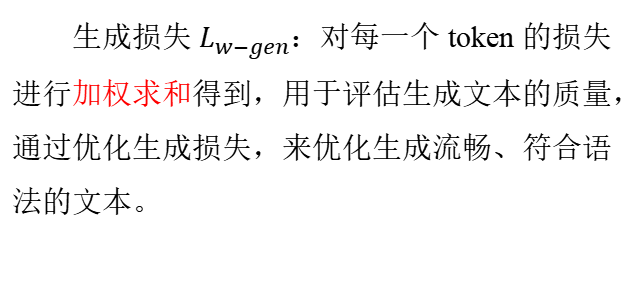 生成损失 L_{w-gen}：对每一个 token 的损失
进行加权求和得到，用于评估生成文本的质量，
通过优化生成损失，来优化生成流畅、符合语
法的文本。